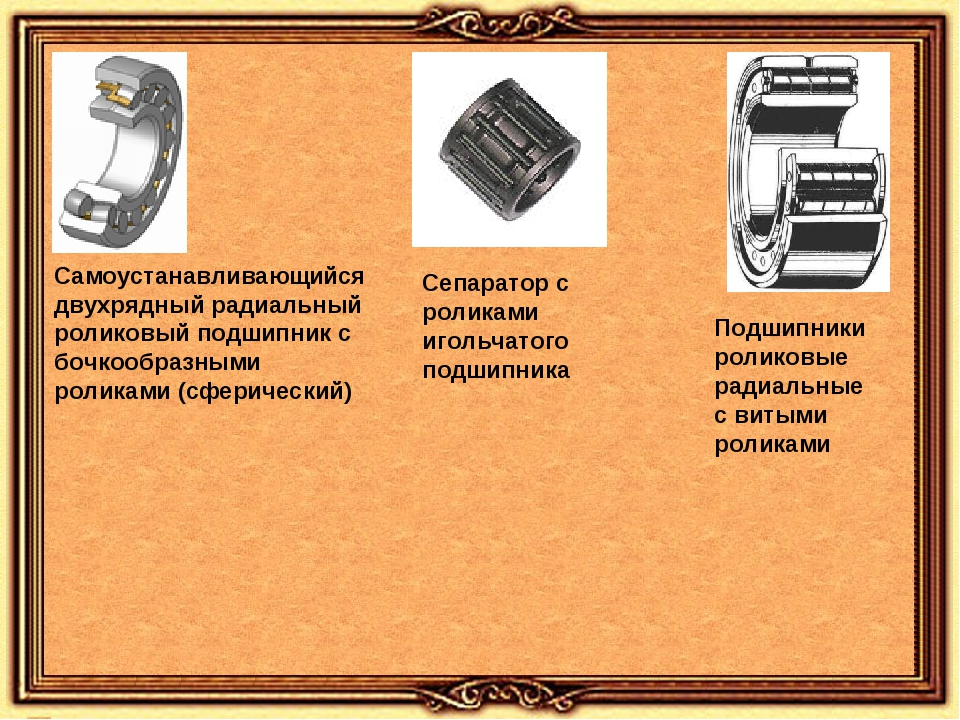 Самоустанавливающийся
двухрядный радиальный
роликовый подшипник с
бочкообразными
роликами (сферический)
Сепаратор с
роликами
игольчатого
подшипника
Подшипники
роликовые
радиальные
с витыми
роликами